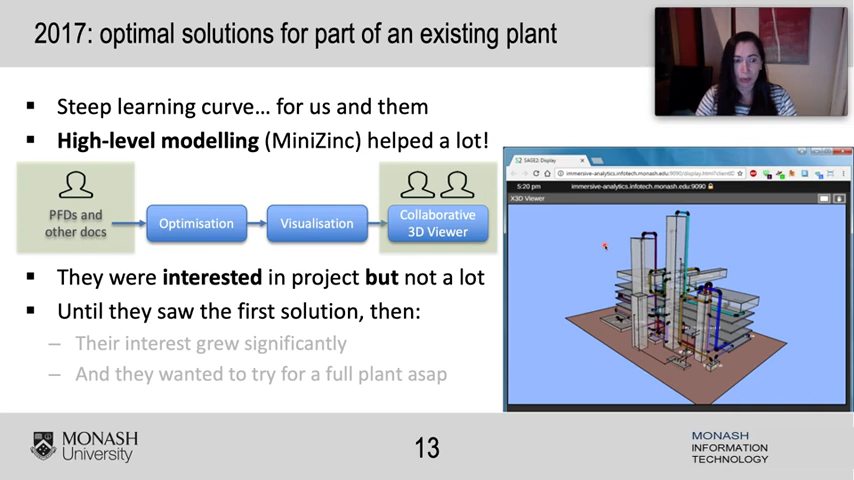 2017: optimal solutions for part of an existing plant
▪ Steep learning curve… for us and them
▪ High-level modelling (MiniZinc) helped a lot!
PFDs and
other docs
Optimisation
Visualisation
Collaborative
3D Viewer
▪ They were interested in project but not a lot
▪ Until they saw the first solution, then:
– Their interest grew significantly
– And they wanted to try for a full plant asap
SAGE2 Display
5:20 pm
immersive-analytics.infotech.monash.edu:9090
X3D Viewer
MONASH
University
13
MONASH
INFORMATION
TECHNOLOGY